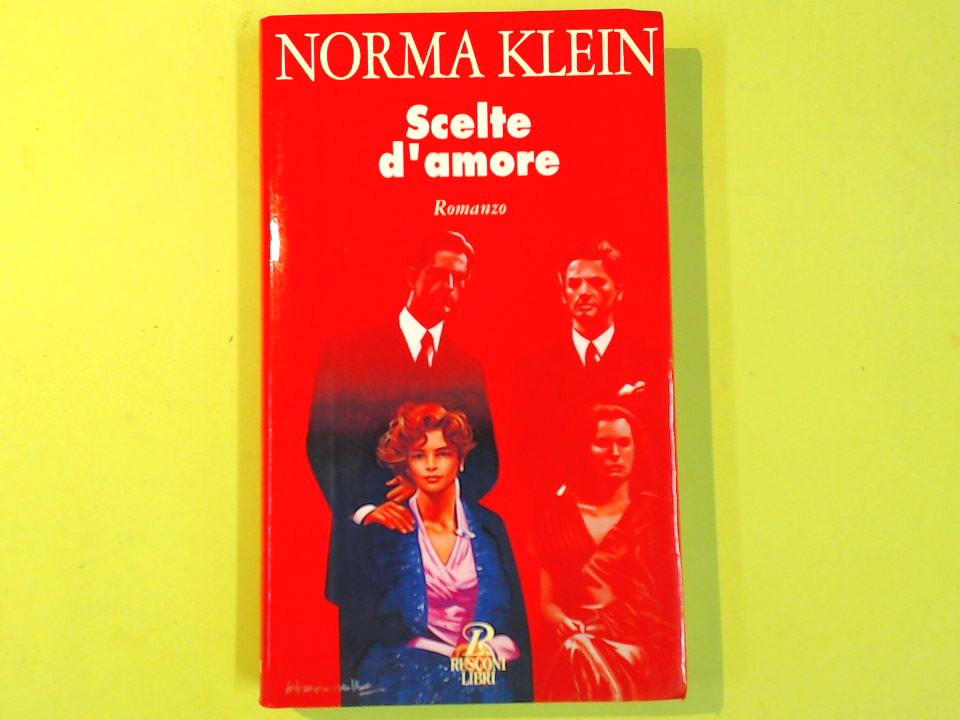 NORMA KLEIN
Scelte
d'amore
Romanzo
RUSCONI
LIBRI